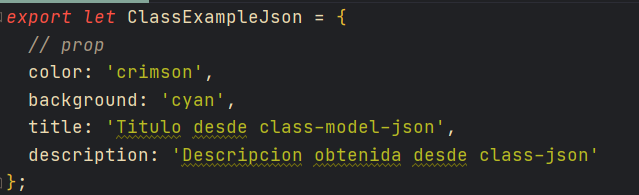 export let ClassExampleJson = {
// prop
color: 'crimson',
background: 'cyan',
title: 'Titulo desde class-model-json',
description: 'Descripcion obtenida desde class-json'
};